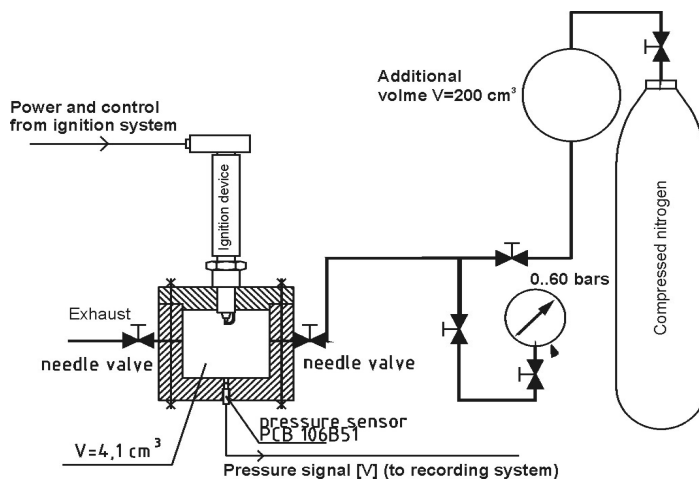 Additional
volme V=200 cm³
Power and control
from ignition system
Ignition device
Compressed nitrogen
0..60 bars
Exhaust
needle valve
needle valve
pressure sensor
PCB 106B51
V=4,1 cm³
Pressure signal [V] (to recording system)